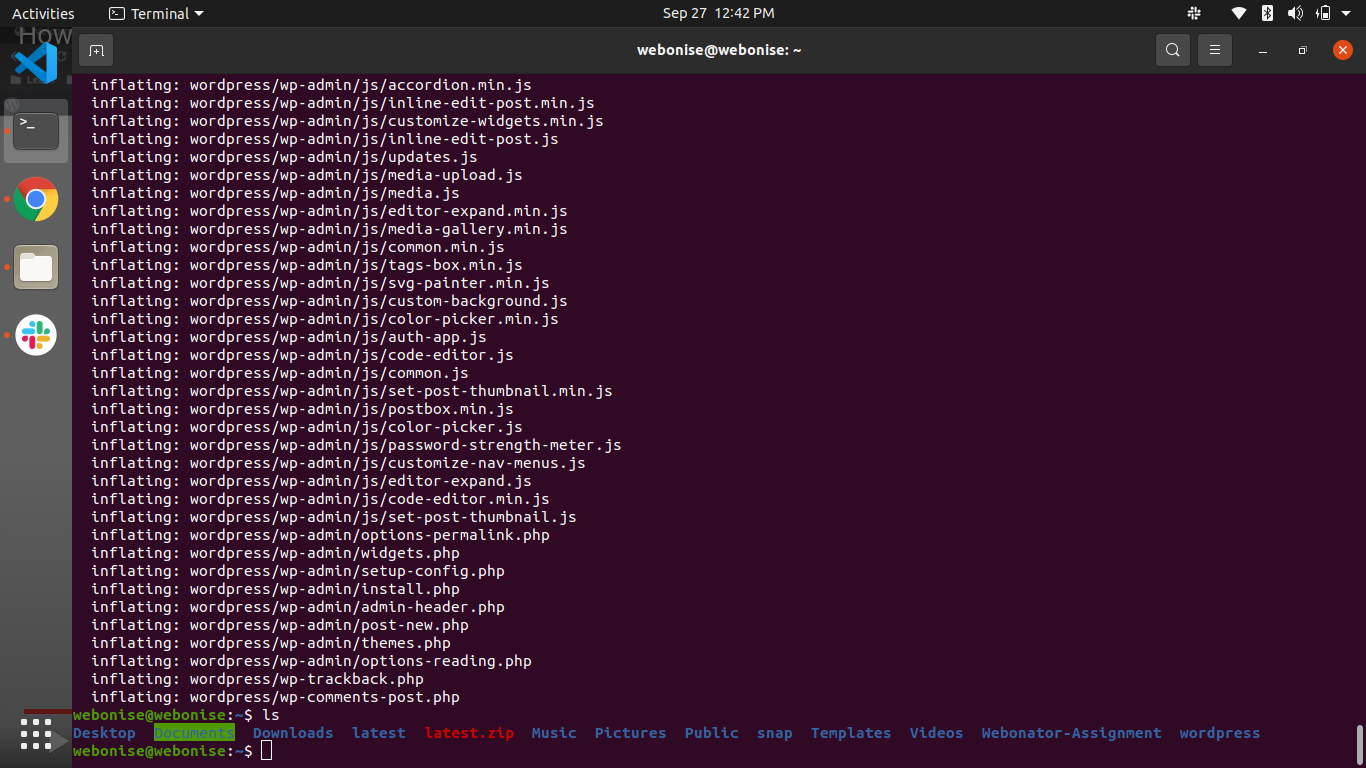 Activities Terminal Sep 27 12:42 PM
How
webonise@webonise: ~
inflating: wordpress/wp-admin/js/accordion.min.js
inflating: wordpress/wp-admin/js/inline-edit-post.min.js
inflating: wordpress/wp-admin/js/customize-widgets.min.js
inflating: wordpress/wp-admin/js/inline-edit-post.js
inflating: wordpress/wp-admin/js/updates.js
inflating: wordpress/wp-admin/js/media-upload.js
inflating: wordpress/wp-admin/js/media.js
inflating: wordpress/wp-admin/js/editor-expand.min.js
inflating: wordpress/wp-admin/js/media-gallery.min.js
inflating: wordpress/wp-admin/js/common.min.js
inflating: wordpress/wp-admin/js/tags-box.min.js
inflating: wordpress/wp-admin/js/svg-painter.min.js
inflating: wordpress/wp-admin/js/custom-background.js
inflating: wordpress/wp-admin/js/color-picker.min.js
inflating: wordpress/wp-admin/js/auth-app.js
inflating: wordpress/wp-admin/js/code-editor.js
inflating: wordpress/wp-admin/js/common.js
inflating: wordpress/wp-admin/js/set-post-thumbnail.min.js
inflating: wordpress/wp-admin/js/postbox.min.js
inflating: wordpress/wp-admin/js/color-picker.js
inflating: wordpress/wp-admin/js/password-strength-meter.js
inflating: wordpress/wp-admin/js/customize-nav-menus.js
inflating: wordpress/wp-admin/js/editor-expand.js
inflating: wordpress/wp-admin/js/code-editor.min.js
inflating: wordpress/wp-admin/js/set-post-thumbnail.js
inflating: wordpress/wp-admin/options-permalink.php
inflating: wordpress/wp-admin/widgets.php
inflating: wordpress/wp-admin/setup-config.php
inflating: wordpress/wp-admin/install.php
inflating: wordpress/wp-admin/admin-header.php
inflating: wordpress/wp-admin/post-new.php
inflating: wordpress/wp-admin/themes.php
inflating: wordpress/wp-admin/options-reading.php
inflating: wordpress/wp-trackback.php
inflating: wordpress/wp-comments-post.php
webonise@webonise:~$ ls
Desktop Documents Downloads latest latest.zip Music Pictures Public snap Templates Videos Webonator-Assignment wordpress
webonise@webonise:~$